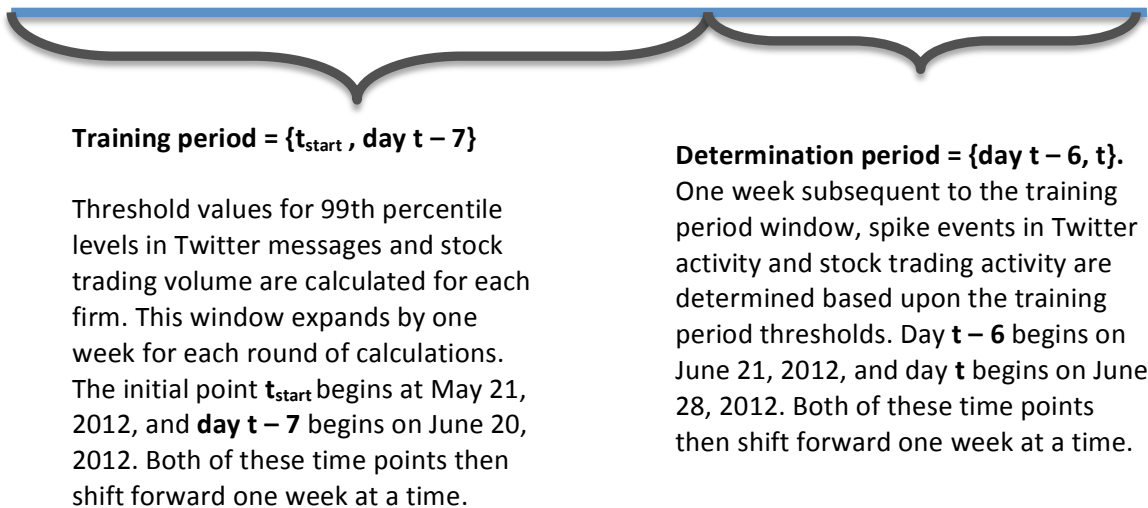 Training period = {tstart , day t – 7}
Threshold values for 99th percentile
levels in Twitter messages and stock
trading volume are calculated for each
firm. This window expands by one
week for each round of calculations.
The initial point tstart begins at May 21,
2012, and day t – 7 begins on June 20,
2012. Both of these time points then
shift forward one week at a time.
Determination period = {day t – 6, t}.
One week subsequent to the training
period window, spike events in Twitter
activity and stock trading activity are
determined based upon the training
period thresholds. Day t – 6 begins on
June 21, 2012, and day t begins on June
28, 2012. Both of these time points
then shift forward one week at a time.